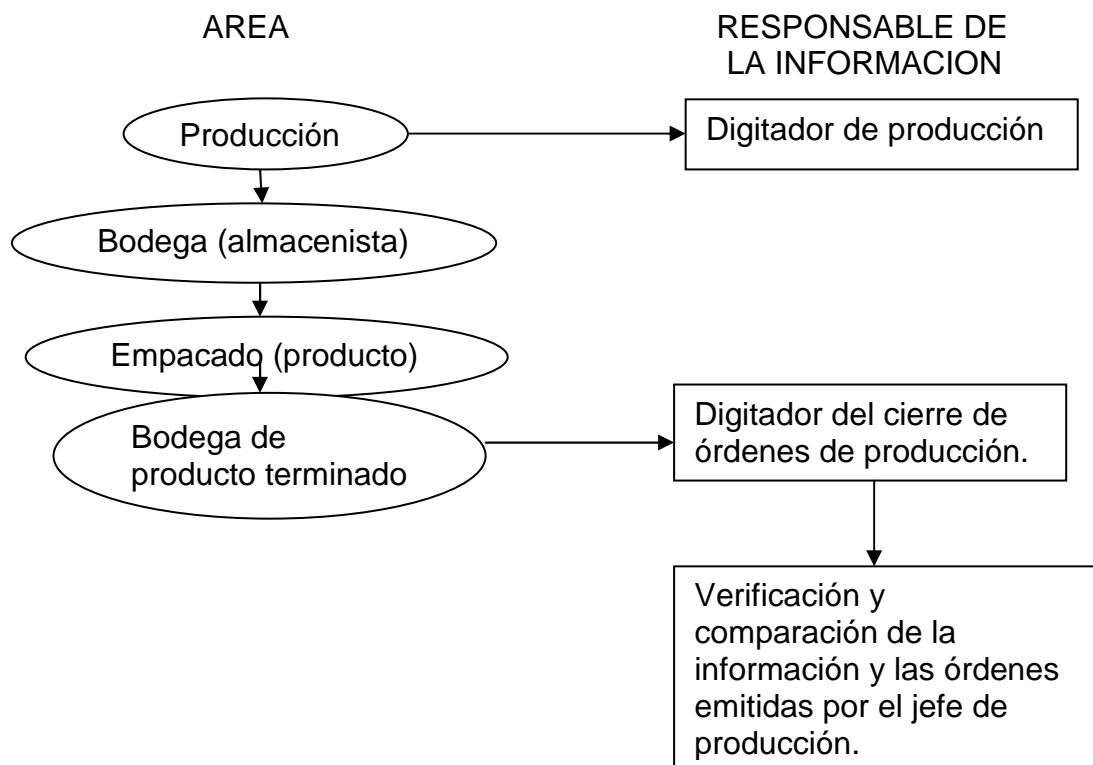 AREA
RESPONSABLE DE
LA INFORMACION
Producción
Digitador de producción
Bodega (almacenista)
Empacado (producto)
Bodega de
producto terminado
Digitador del cierre de
órdenes de producción.
Verificación y
comparación de la
información y las órdenes
emitidas por el jefe de
producción.